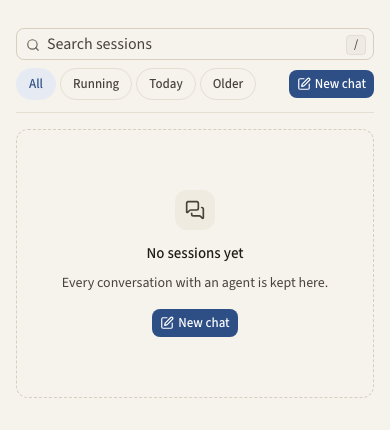 Search sessions /
All Running Today Older New chat
No sessions yet
Every conversation with an agent is kept here.
New chat